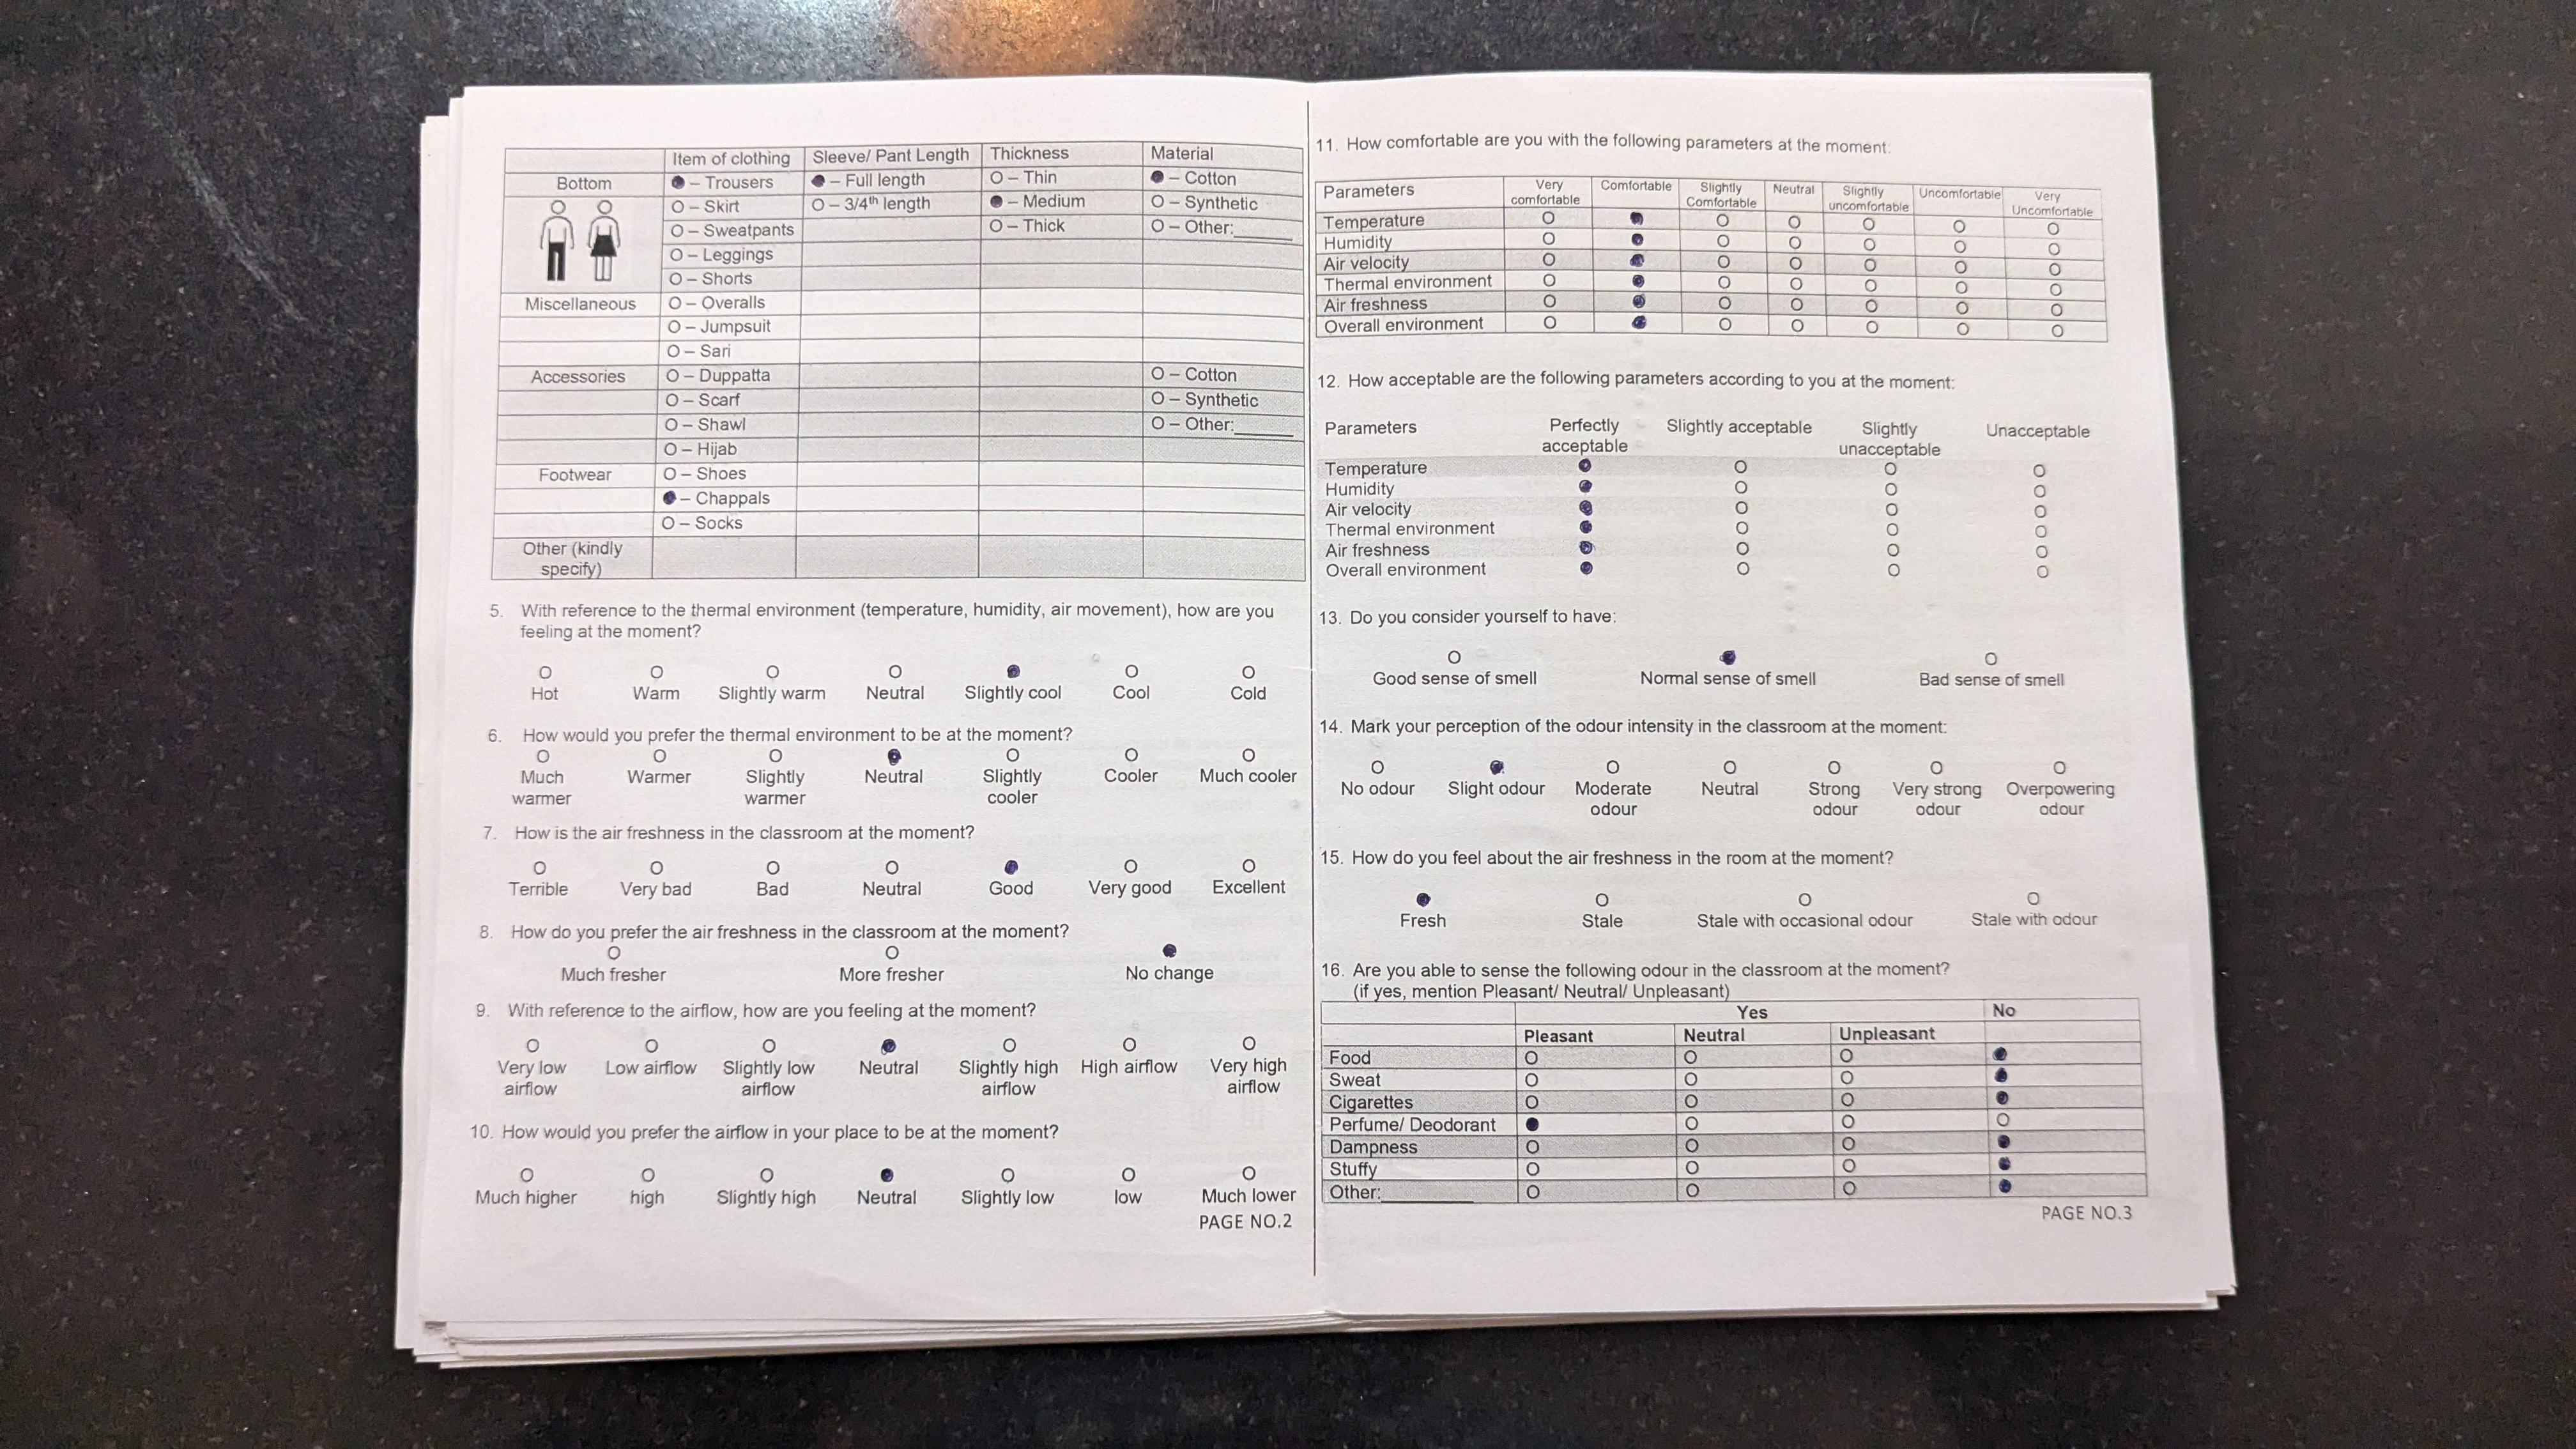 Item of clothing Sleeve/ Pant Length Thickness Material
Bottom ● – Trousers ● – Full length O – Thin ● – Cotton
O – Skirt O – 3/4th length ● – Medium O – Synthetic
O – Sweatpants O – Thick O – Other:______
O – Leggings
O – Shorts
Miscellaneous O – Overalls
O – Jumpsuit
O – Sari
Accessories O – Duppatta O – Cotton
O – Scarf O – Synthetic
O – Shawl O – Other:______
O – Hijab
Footwear O – Shoes
● – Chappals
O – Socks
Other (kindly
specify)
5. With reference to the thermal environment (temperature, humidity, air movement), how are you
feeling at the moment?
O O O O ● O O
Hot Warm Slightly warm Neutral Slightly cool Cool Cold
6. How would you prefer the thermal environment to be at the moment?
O O O ● O O O
Much Warmer Slightly Neutral Slightly Cooler Much cooler
warmer warmer cooler
7. How is the air freshness in the classroom at the moment?
O O O O ● O O
Terrible Very bad Bad Neutral Good Very good Excellent
8. How do you prefer the air freshness in the classroom at the moment?
O O ●
Much fresher More fresher No change
9. With reference to the airflow, how are you feeling at the moment?
O O O ● O O O
Very low Low airflow Slightly low Neutral Slightly high High airflow Very high
airflow airflow airflow airflow
10. How would you prefer the airflow in your place to be at the moment?
O O O ● O O O
Much higher high Slightly high Neutral Slightly low low Much lower
PAGE NO.2
11. How comfortable are you with the following parameters at the moment:
Parameters Very Comfortable Slightly Neutral Slightly Uncomfortable Very
comfortable Comfortable uncomfortable Uncomfortable
Temperature O ● O O O O O
Humidity O ● O O O O O
Air velocity O ● O O O O O
Thermal environment O ● O O O O O
Air freshness O ● O O O O O
Overall environment O ● O O O O O
12. How acceptable are the following parameters according to you at the moment:
Parameters Perfectly Slightly acceptable Slightly Unacceptable
acceptable unacceptable
Temperature ● O O O
Humidity ● O O O
Air velocity ● O O O
Thermal environment ● O O O
Air freshness ● O O O
Overall environment ● O O O
13. Do you consider yourself to have:
O ● O
Good sense of smell Normal sense of smell Bad sense of smell
14. Mark your perception of the odour intensity in the classroom at the moment:
O ● O O O O O
No odour Slight odour Moderate Neutral Strong Very strong Overpowering
odour odour odour odour
15. How do you feel about the air freshness in the room at the moment?
● O O O
Fresh Stale Stale with occasional odour Stale with odour
16. Are you able to sense the following odour in the classroom at the moment?
(if yes, mention Pleasant/ Neutral/ Unpleasant)
Yes No
Pleasant Neutral Unpleasant
Food O O O ●
Sweat O O O ●
Cigarettes O O O ●
Perfume/ Deodorant ● O O O
Dampness O O O ●
Stuffy O O O ●
Other:__________ O O O ●
PAGE NO.3